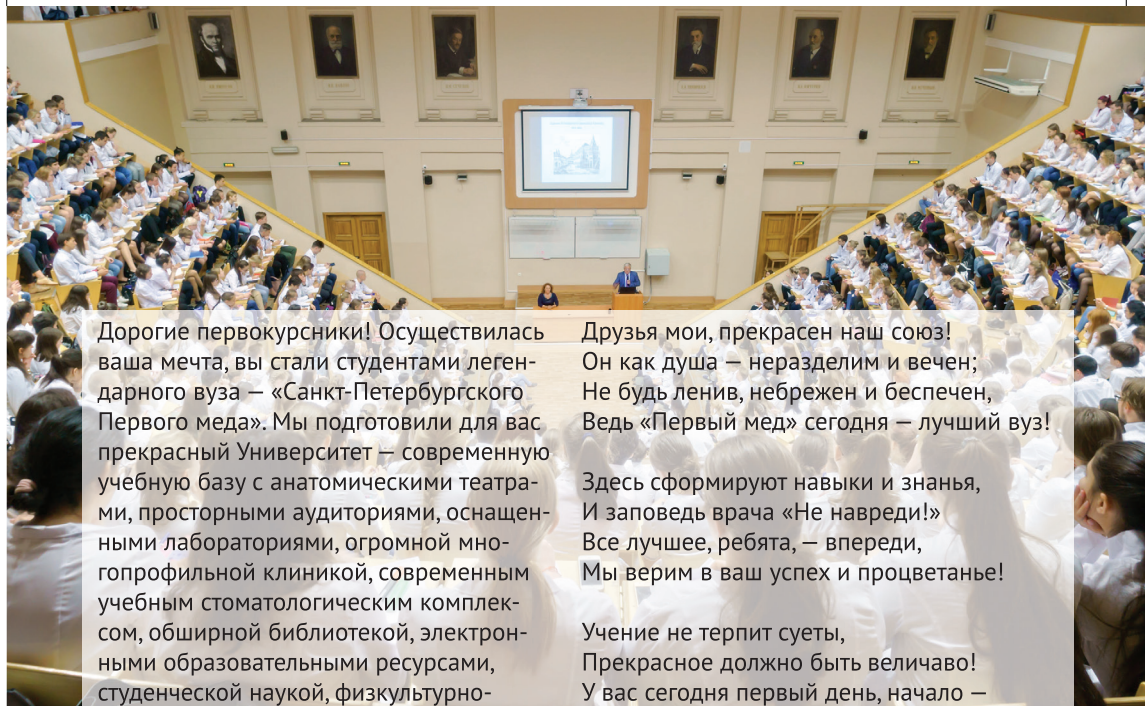 Дорогие первокурсники! Осуществилась
ваша мечта, вы стали студентами леген-
дарного вуза — «Санкт-Петербургского
Первого меда». Мы подготовили для вас
прекрасный Университет — современную
учебную базу с анатомическими театра-
ми, просторными аудиториями, оснащен-
ными лабораториями, огромной мно-
гопрофильной клиникой, современным
учебным стоматологическим комплек-
сом, обширной библиотекой, электрон-
ными образовательными ресурсами,
студенческой наукой, физкультурно-
Друзья мои, прекрасен наш союз!
Он как душа — неразделим и вечен;
Не будь ленив, небрежен и беспечен,
Ведь «Первый мед» сегодня — лучший вуз!
Здесь сформируют навыки и знанья,
И заповедь врача «Не навреди!»
Все лучшее, ребята, — впереди,
Мы верим в ваш успех и процветанье!
Учение не терпит суеты,
Прекрасное должно быть величаво!
У вас сегодня первый день, начало —